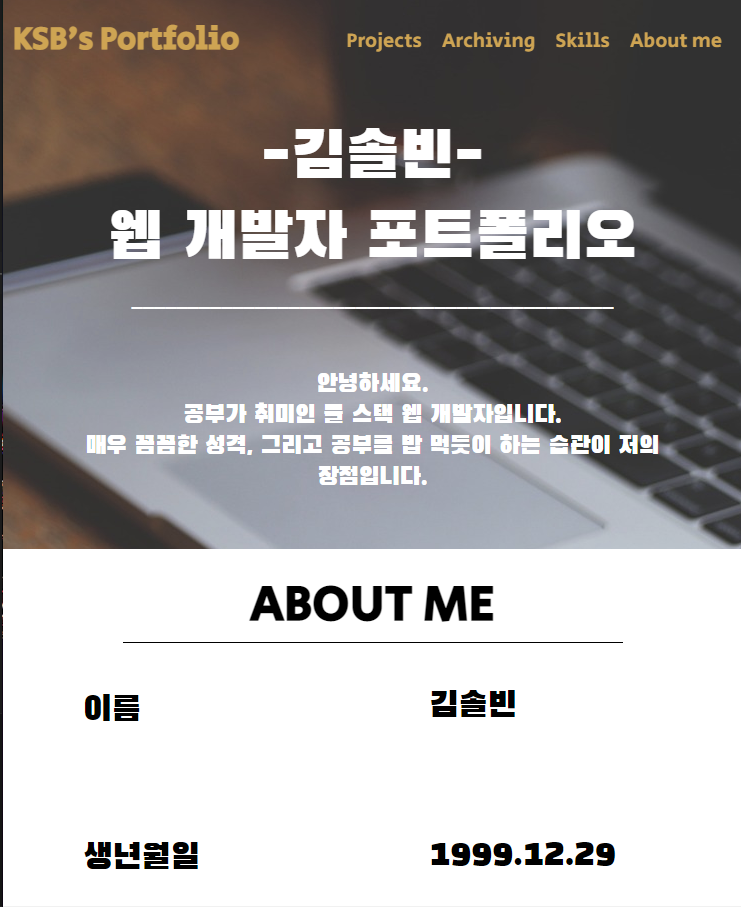 KSB's Portfolio
Projects Archiving Skills About me
-김솔빈-
웹 개발자 포트폴리오
안녕하세요.
공부가 취미인 풀 스택 웹 개발자입니다.
매우 꼼꼼한 성격, 그리고 공부를 밥 먹듯이 하는 습관이 저의
장점입니다.
ABOUT ME
이름 김솔빈
생년월일 1999.12.29